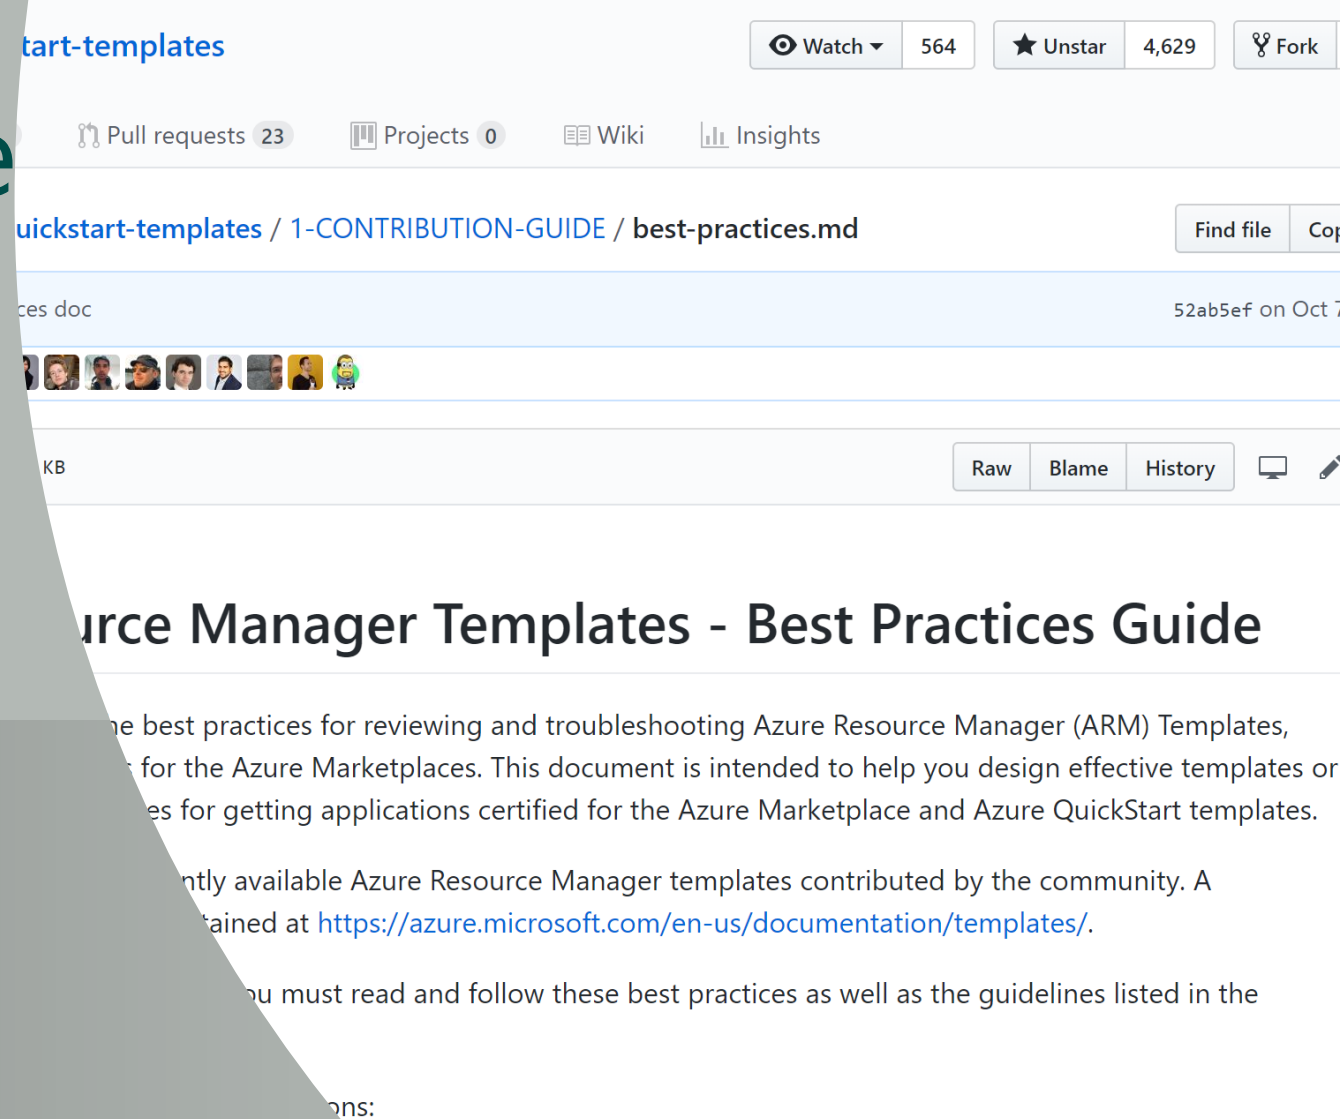 tart-templates Watch 564 Unstar 4,629 Fork
Pull requests 23 Projects 0 Wiki Insights
uickstart-templates / 1-CONTRIBUTION-GUIDE / best-practices.md Find file
ces doc 52ab5ef on Oct 7
KB Raw Blame History
urce Manager Templates - Best Practices Guide
best practices for reviewing and troubleshooting Azure Resource Manager (ARM) Templates,
for the Azure Marketplaces. This document is intended to help you design effective templates or
es for getting applications certified for the Azure Marketplace and Azure QuickStart templates.
ntly available Azure Resource Manager templates contributed by the community. A
tained at https://azure.microsoft.com/en-us/documentation/templates/.
u must read and follow these best practices as well as the guidelines listed in the
ons: